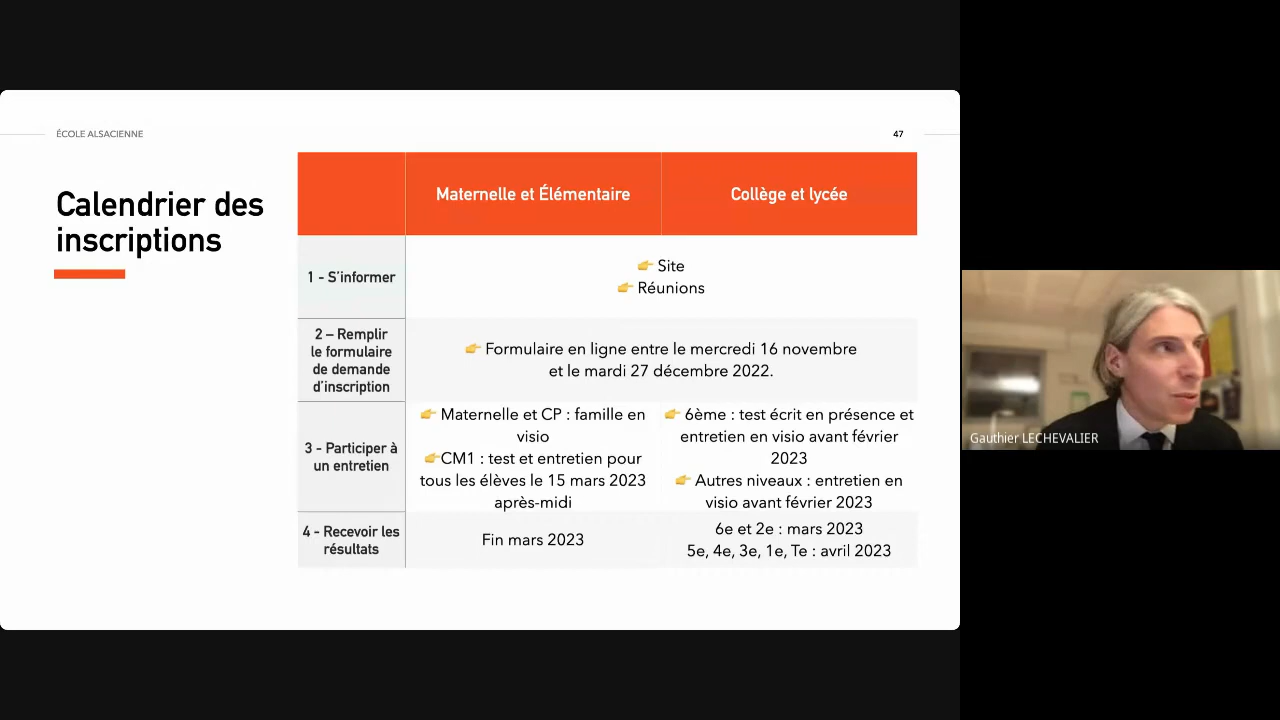 ÉCOLE ALSACIENNE
47
Calendrier des
inscriptions
Maternelle et Élémentaire
Collège et lycée
1 - S'informer
👉 Site
👉 Réunions
2 – Remplir
le formulaire
de demande
d'inscription
👉 Formulaire en ligne entre le mercredi 16 novembre
et le mardi 27 décembre 2022.
3 - Participer à
un entretien
👉 Maternelle et CP : famille en
visio
👉CM1 : test et entretien pour
tous les élèves le 15 mars 2023
après-midi
👉 6ème : test écrit en présence et
entretien en visio avant février
2023
👉 Autres niveaux : entretien en
visio avant février 2023
4 - Recevoir les
résultats
Fin mars 2023
6e et 2e : mars 2023
5e, 4e, 3e, 1e, Te : avril 2023
Gauthier LECHEVALIER